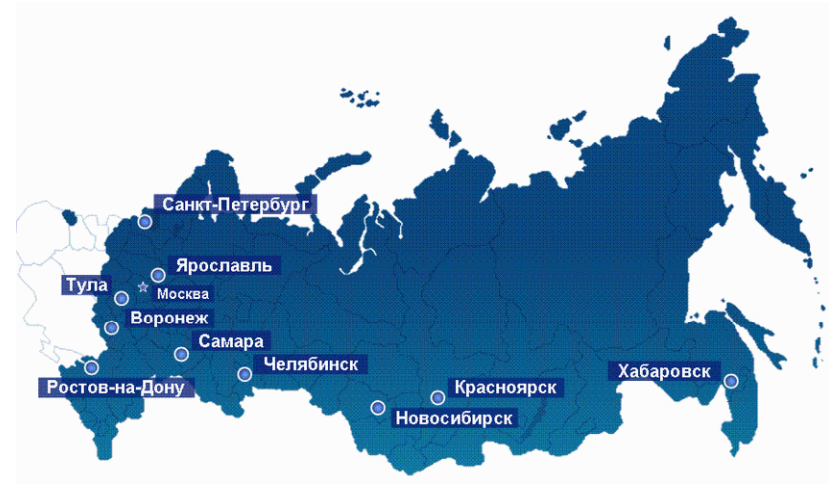 Санкт-Петербург
Ярославль
Тула
Москва
Воронеж
Самара
Челябинск
Хабаровск
Ростов-на-Дону
Красноярск
Новосибирск